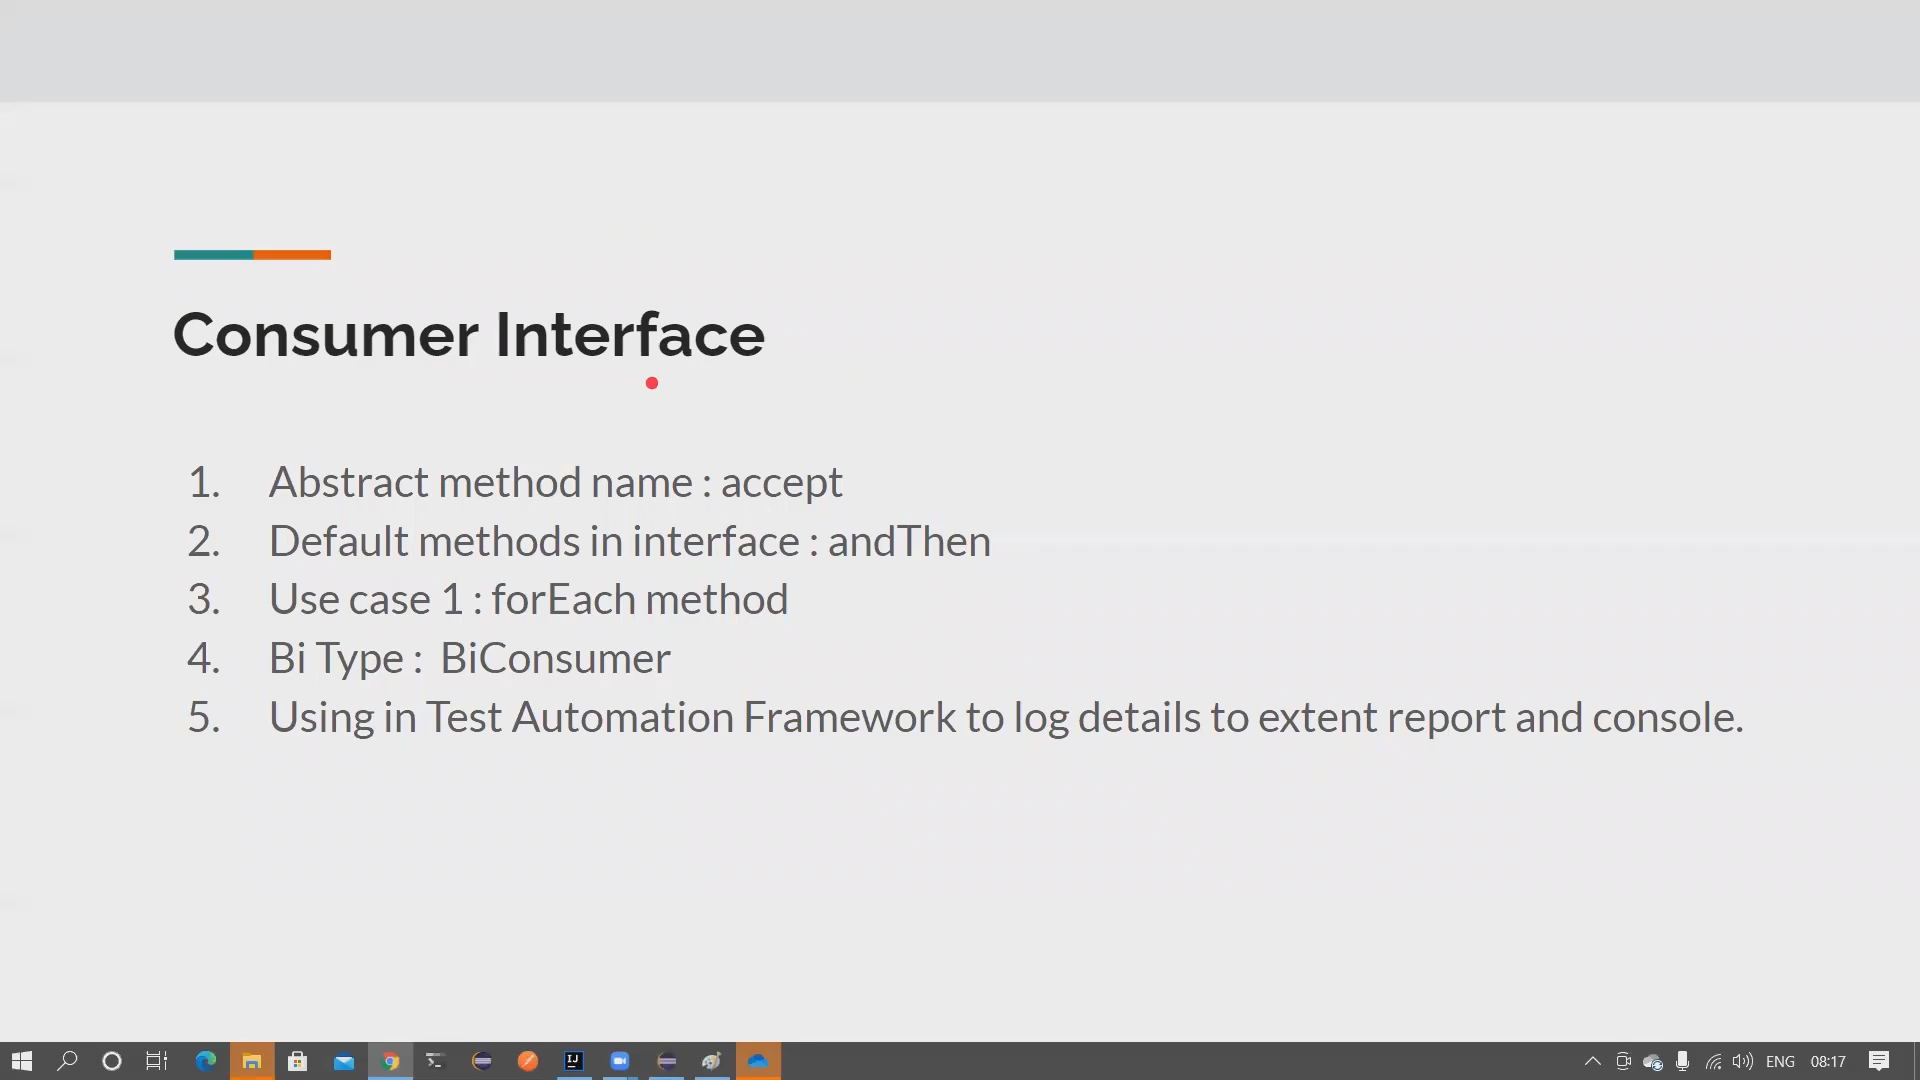 Consumer Interface
1. Abstract method name : accept
2. Default methods in interface : andThen
3. Use case 1 : forEach method
4. Bi Type : BiConsumer
5. Using in Test Automation Framework to log details to extent report and console.
IJ
ENG 08:17